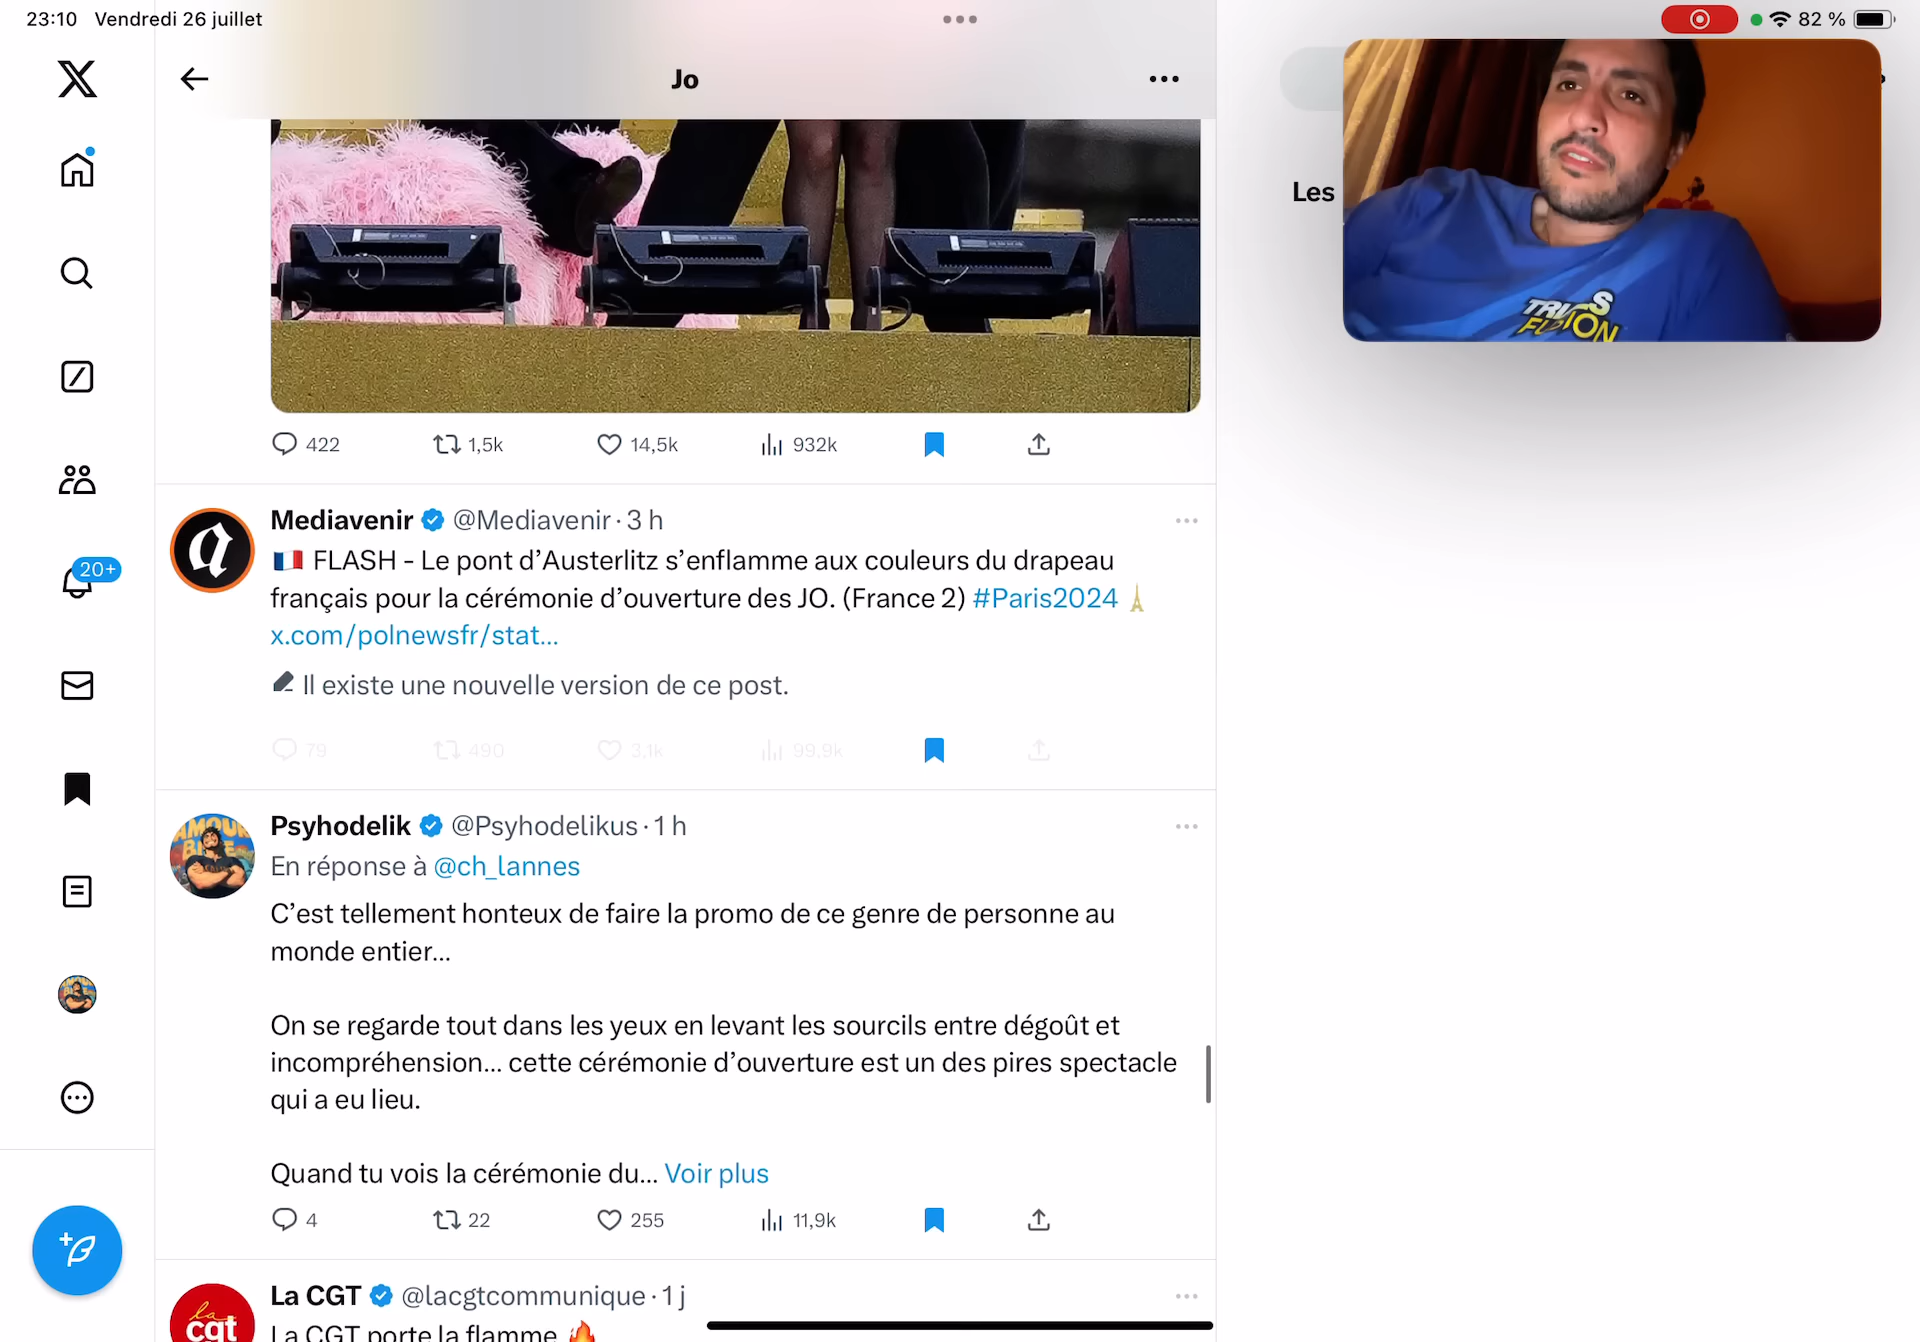 23:10 Vendredi 26 juillet
82 %
Jo
Les
422 1,5k 14,5k 932k
Mediavenir @Mediavenir · 3 h
FLASH - Le pont d’Austerlitz s’enflamme aux couleurs du drapeau
français pour la cérémonie d’ouverture des JO. (France 2) #Paris2024
x.com/polnewsfr/stat...
Il existe une nouvelle version de ce post.
79 490 3,1k 99,9k
20+
Psyhodelik @Psyhodelikus · 1 h
En réponse à @ch_lannes
C’est tellement honteux de faire la promo de ce genre de personne au
monde entier...
On se regarde tout dans les yeux en levant les sourcils entre dégoût et
incompréhension... cette cérémonie d’ouverture est un des pires spectacle
qui a eu lieu.
Quand tu vois la cérémonie du... Voir plus
4 22 255 11,9k
La CGT @lacgtcommunique · 1 j
la
cgt
La CGT porte la flamme